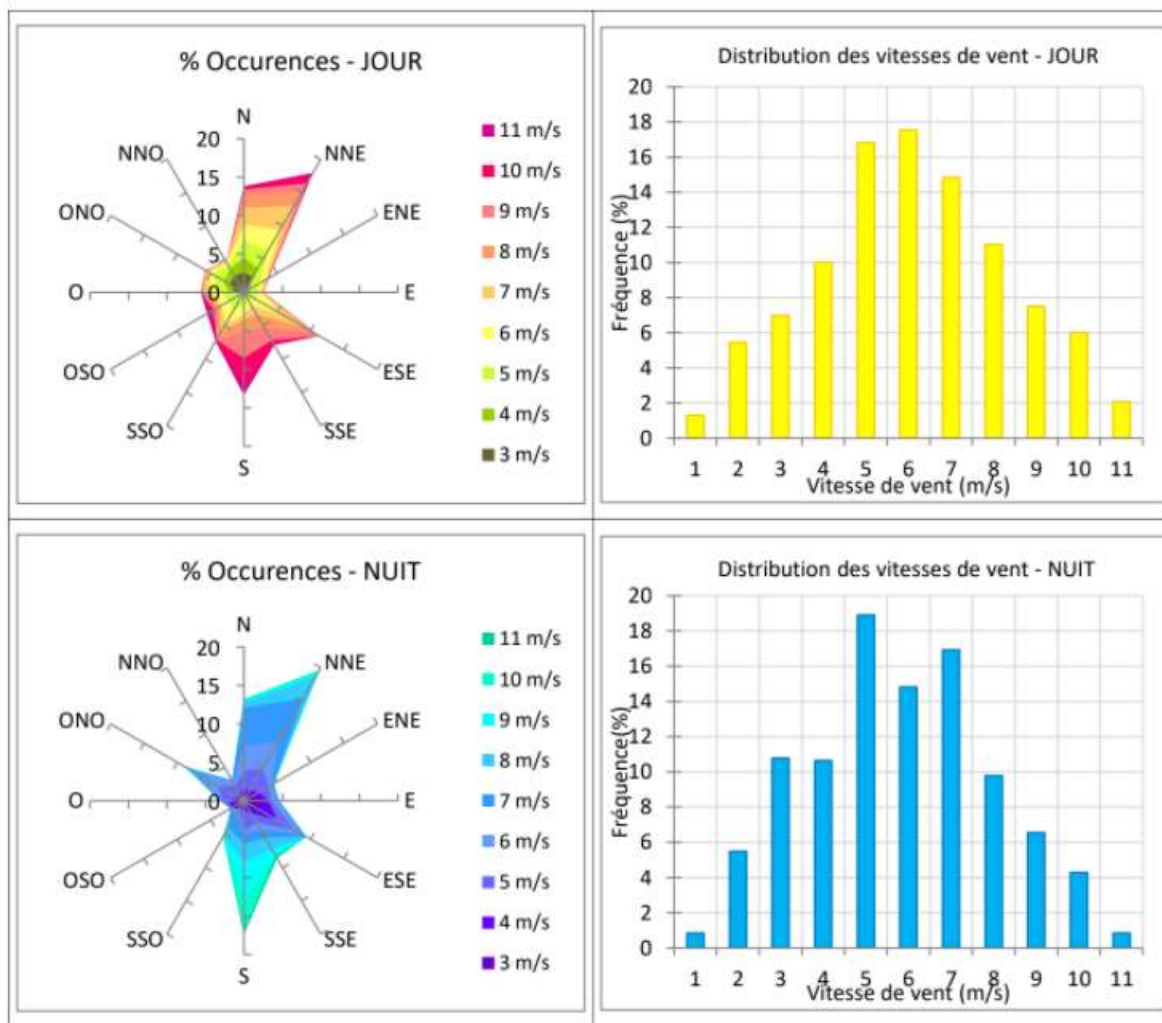 % Occurences - JOUR
N
NNE
ENE
E
ESE
SSE
S
SSO
OSO
O
ONO
NNO
20
15
10
5
0
11 m/s
10 m/s
9 m/s
8 m/s
7 m/s
6 m/s
5 m/s
4 m/s
3 m/s
Distribution des vitesses de vent - JOUR
Fréquence (%)
20
18
16
14
12
10
8
6
4
2
0
1 2 3 4 5 6 7 8 9 10 11
Vitesse de vent (m/s)
% Occurences - NUIT
N
NNE
ENE
E
ESE
SSE
S
SSO
OSO
O
ONO
NNO
20
15
10
5
0
11 m/s
10 m/s
9 m/s
8 m/s
7 m/s
6 m/s
5 m/s
4 m/s
3 m/s
Distribution des vitesses de vent - NUIT
Fréquence(%)
20
18
16
14
12
10
8
6
4
2
0
1 2 3 4 5 6 7 8 9 10 11
Vitesse de vent (m/s)